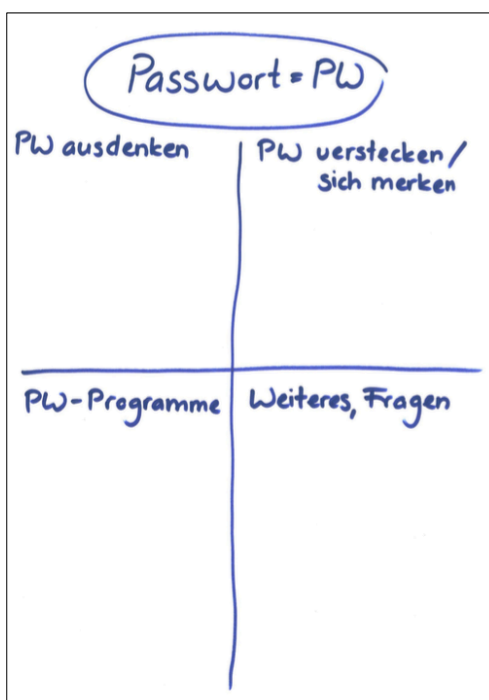 Passwort = PW
PW ausdenken
PW verstecken /
sich merken
PW-Programme
Weiteres, Fragen